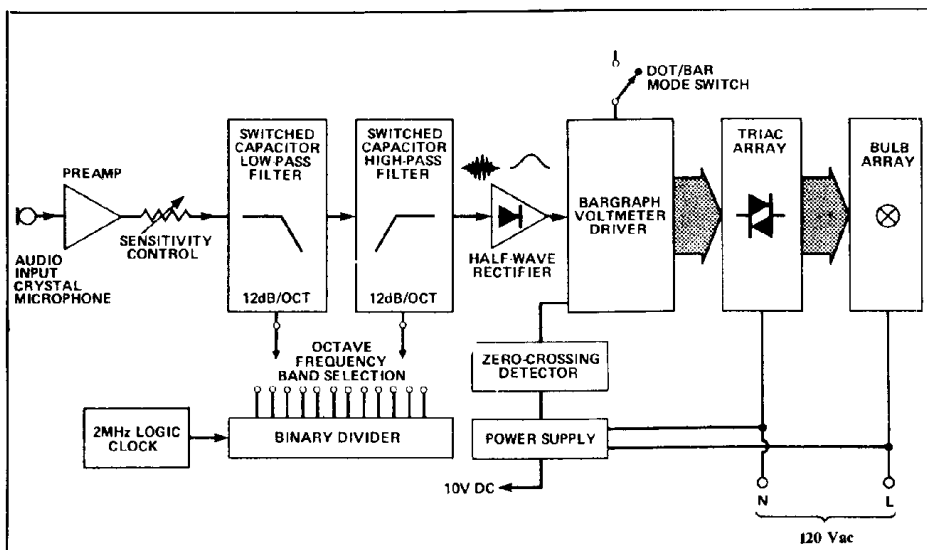 DOT/BAR
MODE SWITCH
SWITCHED
CAPACITOR
LOW-PASS
FILTER
SWITCHED
CAPACITOR
HIGH-PASS
FILTER
TRIAC
ARRAY
BULB
ARRAY
PREAMP
BARGRAPH
VOLTMETER
DRIVER
SENSITIVITY
CONTROL
HALF-WAVE
RECTIFIER
AUDIO
INPUT
CRYSTAL
MICROPHONE
12dB/OCT
12dB/OCT
OCTAVE
FREQUENCY
BAND SELECTION
ZERO-CROSSING
DETECTOR
2MHz LOGIC
CLOCK
BINARY DIVIDER
POWER SUPPLY
10V DC
N
L
120 Vac